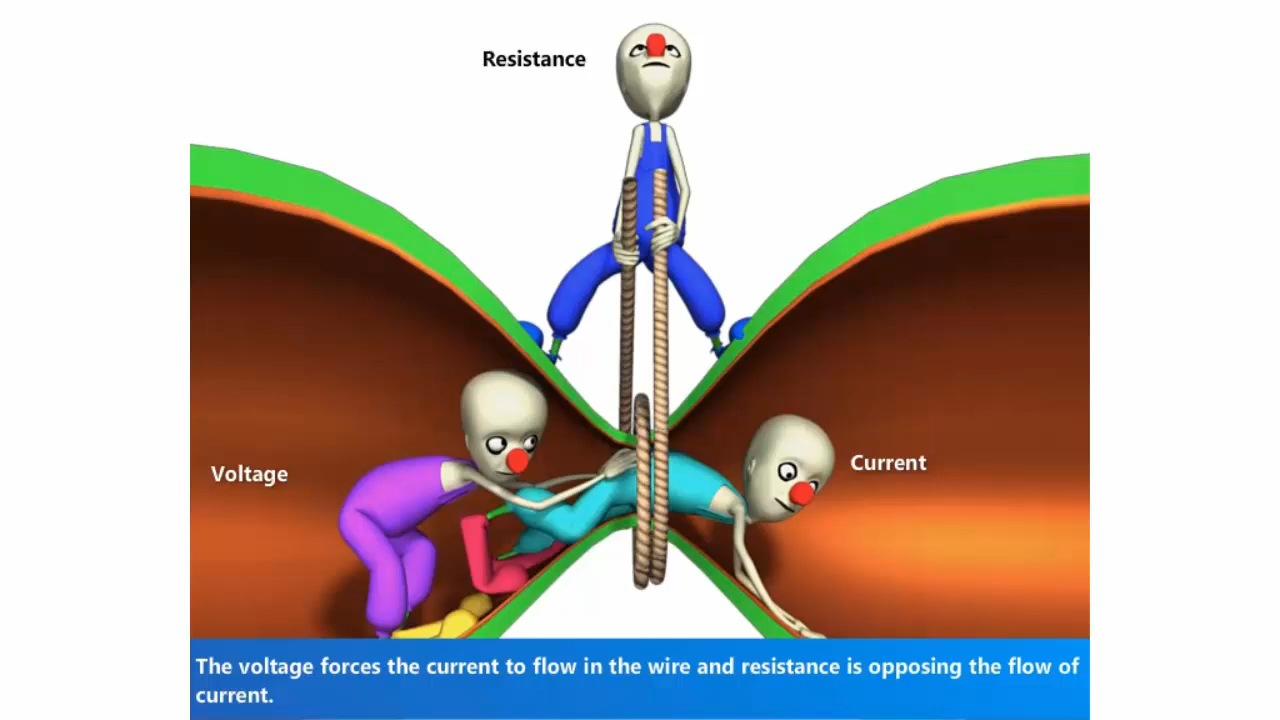 Resistance
Voltage
Current
The voltage forces the current to flow in the wire and resistance is opposing the flow of
current.